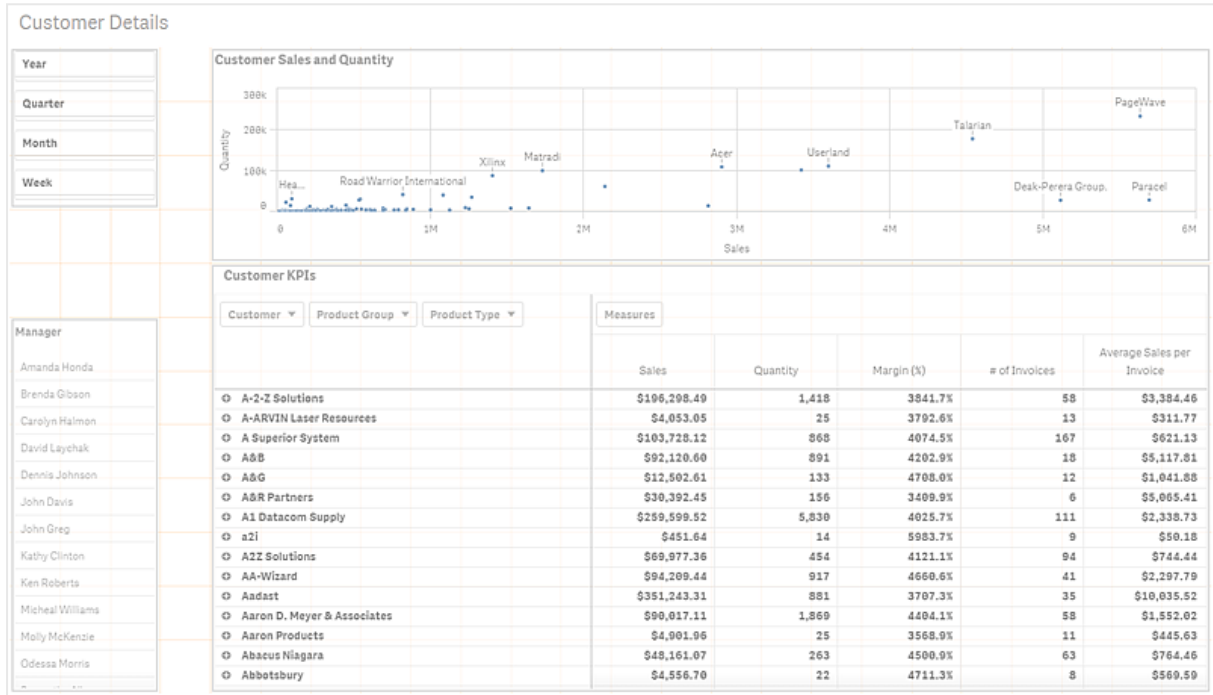 Customer Details
Year
Quarter
Month
Week
Customer Sales and Quantity
300k
200k
100k
0
Quantity
PageWave
Talarian
Acer
Userland
Xilinx
Matradi
Hea...
Road Warrior International
Deak-Perera Group.
Paracel
0 1M 2M 3M 4M 5M 6M
Sales
Manager
Amanda Honda
Brenda Gibson
Carolyn Halmon
David Laychak
Dennis Johnson
John Davis
John Greg
Kathy Clinton
Ken Roberts
Micheal Williams
Molly McKenzie
Odessa Morris
Customer KPIs
Customer Product Group Product Type Measures
Sales Quantity Margin (%) # of Invoices Average Sales per Invoice
A-2-Z Solutions $196,298.49 1,418 3841.7% 58 $3,384.46
A-ARVIN Laser Resources $4,053.05 25 3792.6% 13 $311.77
A Superior System $103,728.12 868 4074.5% 167 $621.13
A&B $92,120.60 891 4202.9% 18 $5,117.81
A&G $12,502.61 133 4708.0% 12 $1,041.88
A&R Partners $30,392.45 156 3409.9% 6 $5,065.41
A1 Datacom Supply $259,599.52 5,830 4025.7% 111 $2,338.73
a2i $451.64 14 5983.7% 9 $50.18
A2Z Solutions $69,977.36 454 4121.1% 94 $744.44
AA-Wizard $94,209.44 917 4660.6% 41 $2,297.79
Aadast $351,243.31 881 3707.3% 35 $10,035.52
Aaron D. Meyer & Associates $90,017.11 1,869 4404.1% 58 $1,552.02
Aaron Products $4,901.96 25 3568.9% 11 $445.63
Abacus Niagara $48,161.07 263 4500.9% 63 $764.46
Abbotsbury $4,556.70 22 4711.3% 8 $569.59